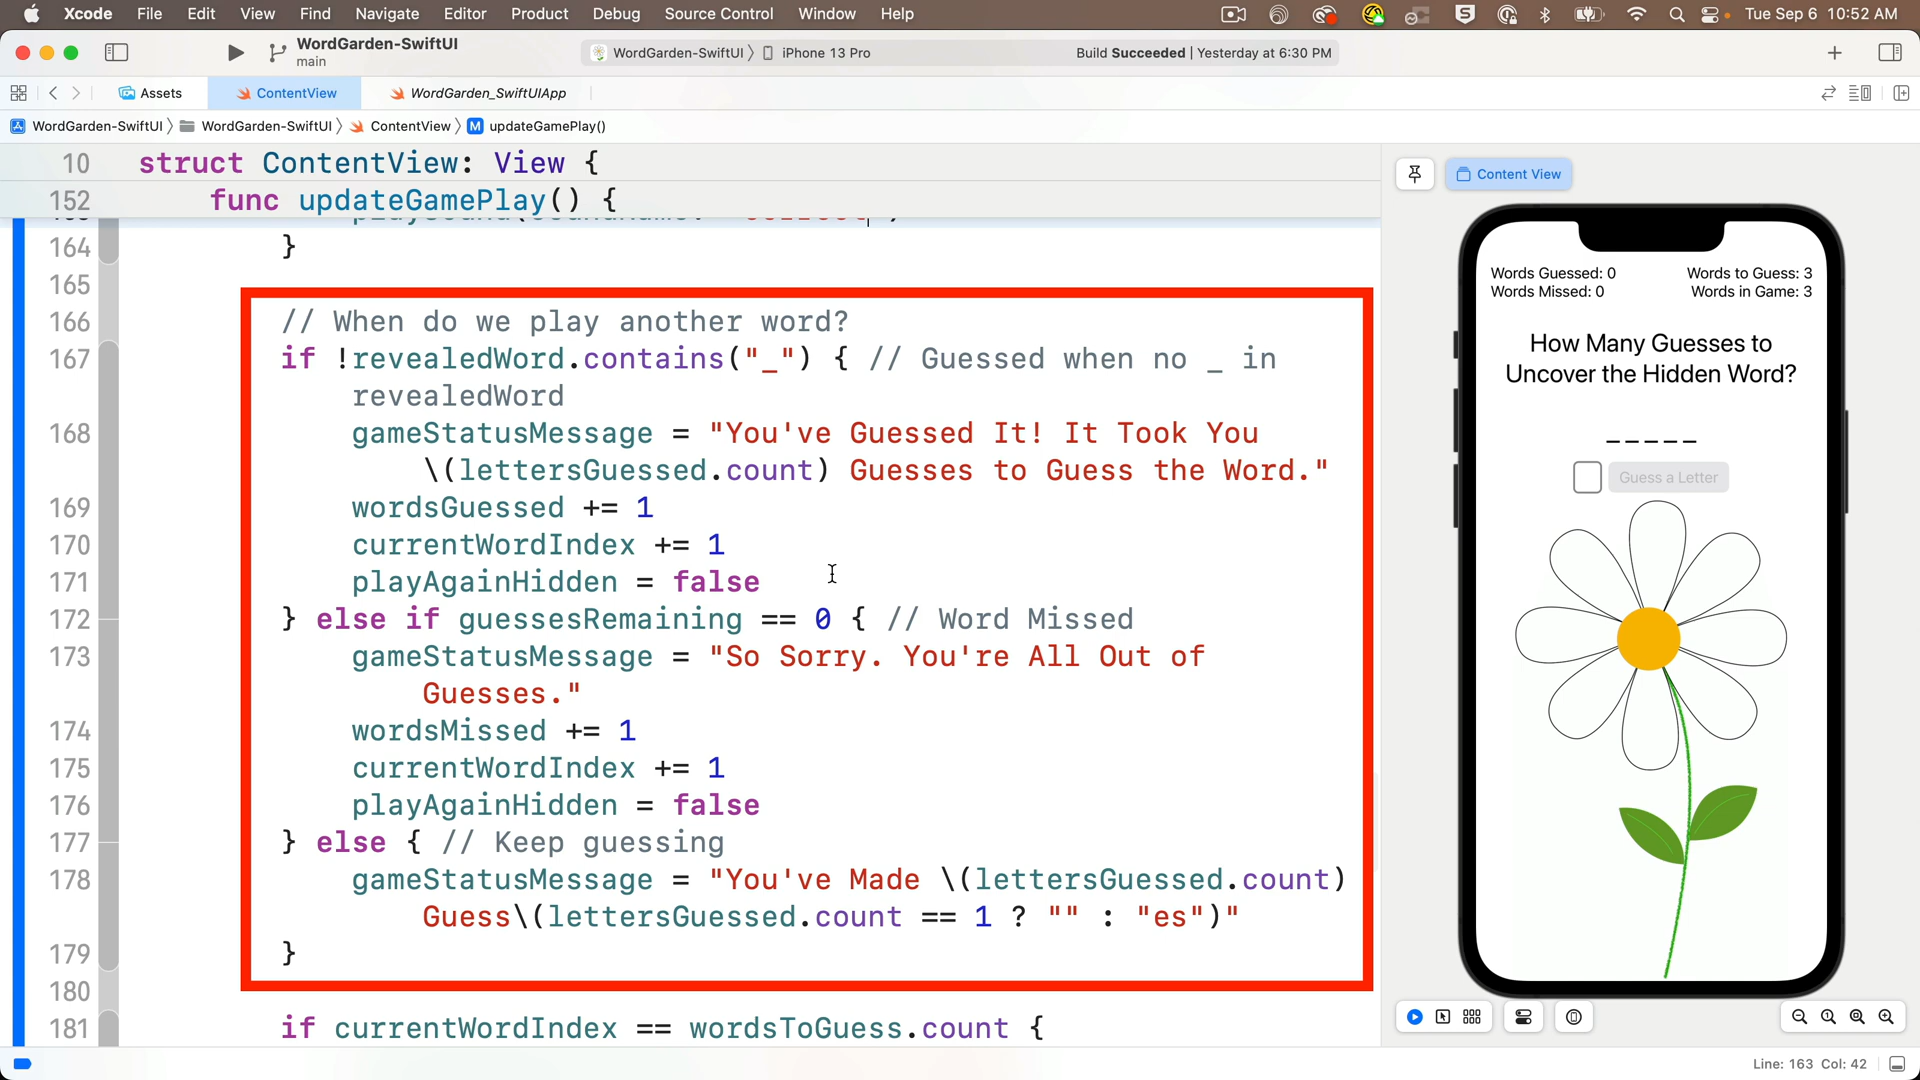 Xcode File Edit View Find Navigate Editor Product Debug Source Control Window Help Tue Sep 6 10:52 AM
WordGarden-SwiftUI
main
WordGarden-SwiftUI iPhone 13 Pro Build Succeeded | Yesterday at 6:30 PM
Assets ContentView WordGarden_SwiftUIApp
WordGarden-SwiftUI WordGarden-SwiftUI ContentView M updateGamePlay()
10 struct ContentView: View {
152 func updateGamePlay() {
164 }
165
166 // When do we play another word?
167 if !revealedWord.contains("_") { // Guessed when no _ in
revealedWord
168 gameStatusMessage = "You've Guessed It! It Took You
\(lettersGuessed.count) Guesses to Guess the Word."
169 wordsGuessed += 1
170 currentWordIndex += 1
171 playAgainHidden = false
172 } else if guessesRemaining == 0 { // Word Missed
173 gameStatusMessage = "So Sorry. You're All Out of
Guesses."
174 wordsMissed += 1
175 currentWordIndex += 1
176 playAgainHidden = false
177 } else { // Keep guessing
178 gameStatusMessage = "You've Made \(lettersGuessed.count)
Guess\(lettersGuessed.count == 1 ? "" : "es")"
179 }
180
181 if currentWordIndex == wordsToGuess.count {
Content View
Words Guessed: 0 Words to Guess: 3
Words Missed: 0 Words in Game: 3
How Many Guesses to
Uncover the Hidden Word?
_ _ _ _ _
Guess a Letter
Line: 163 Col: 42